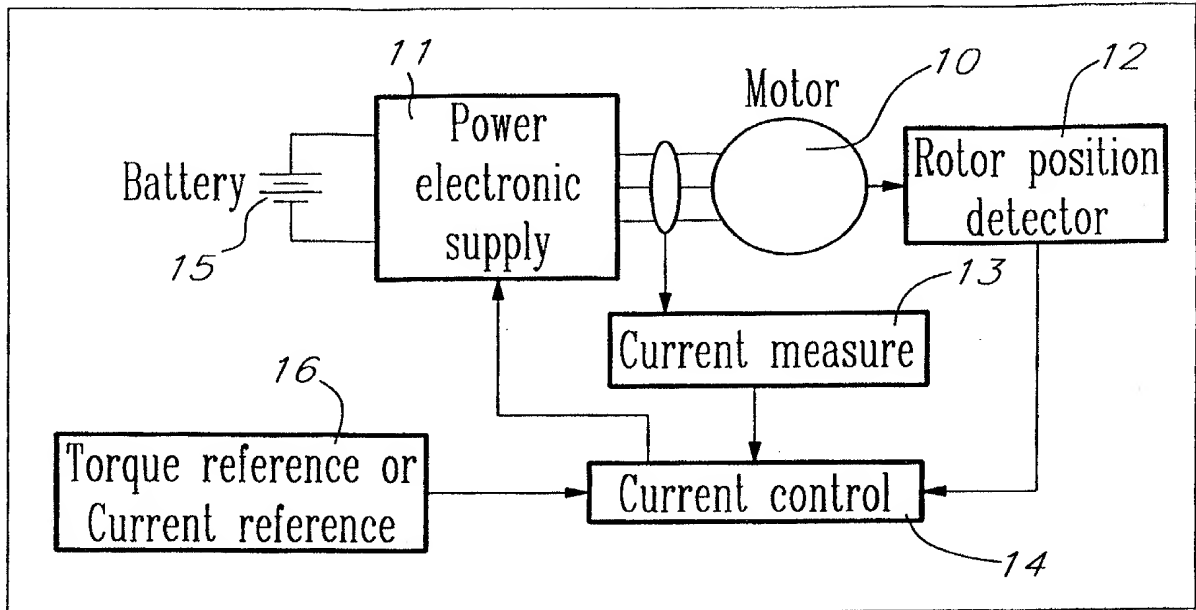 11
10
12
Motor
Power
electronic
supply
Battery
15
Rotor position
detector
13
Current measure
16
Torque reference or
Current reference
Current control
14